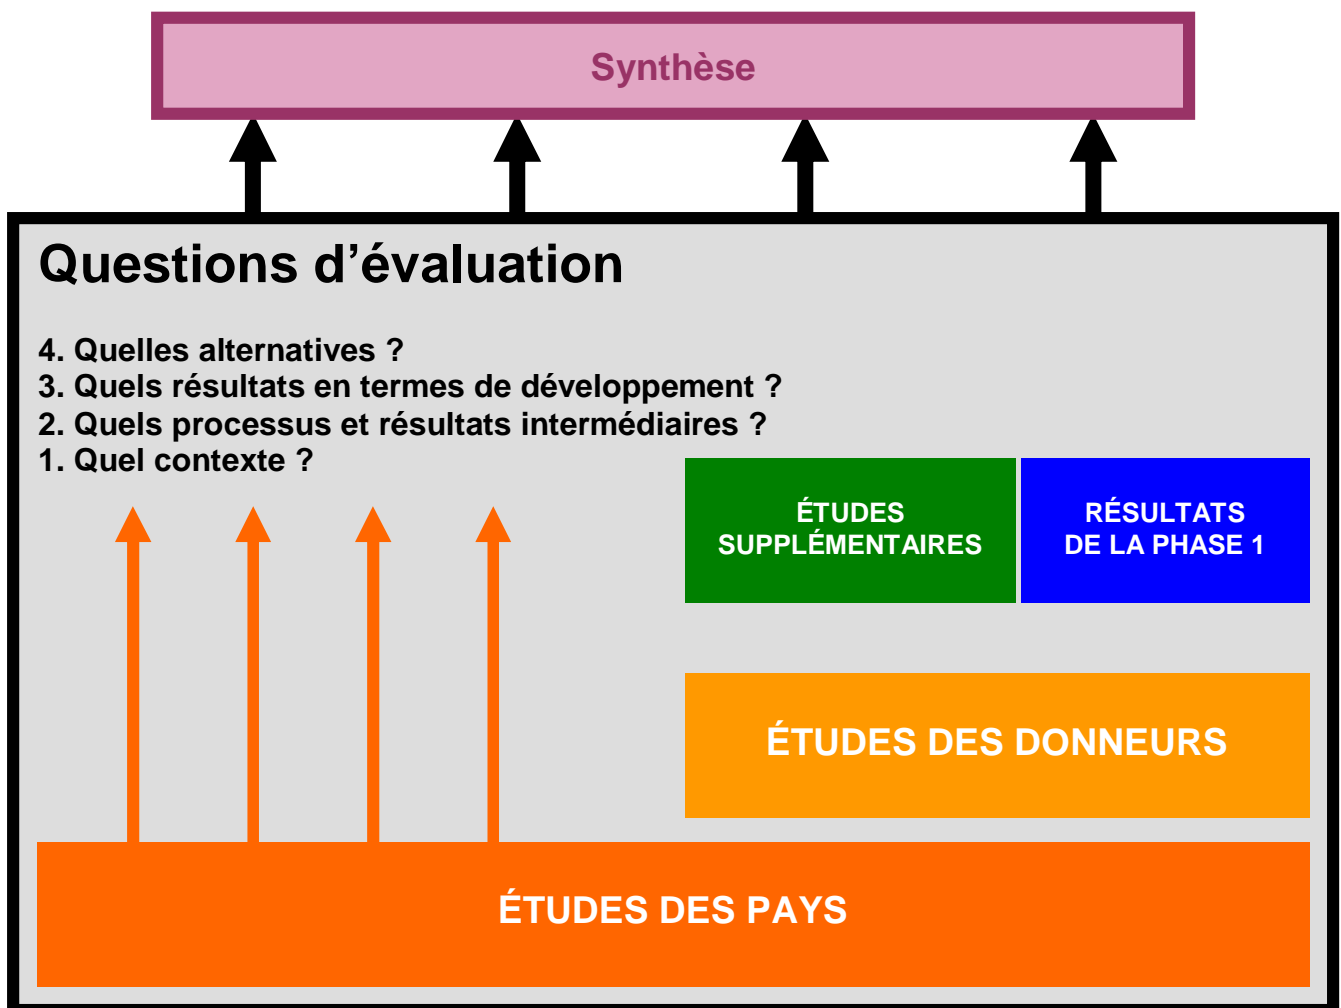 Synthèse
Questions d’évaluation
4. Quelles alternatives ?
3. Quels résultats en termes de développement ?
2. Quels processus et résultats intermédiaires ?
1. Quel contexte ?
ÉTUDES
SUPPLÉMENTAIRES
RÉSULTATS
DE LA PHASE 1
ÉTUDES DES DONNEURS
ÉTUDES DES PAYS